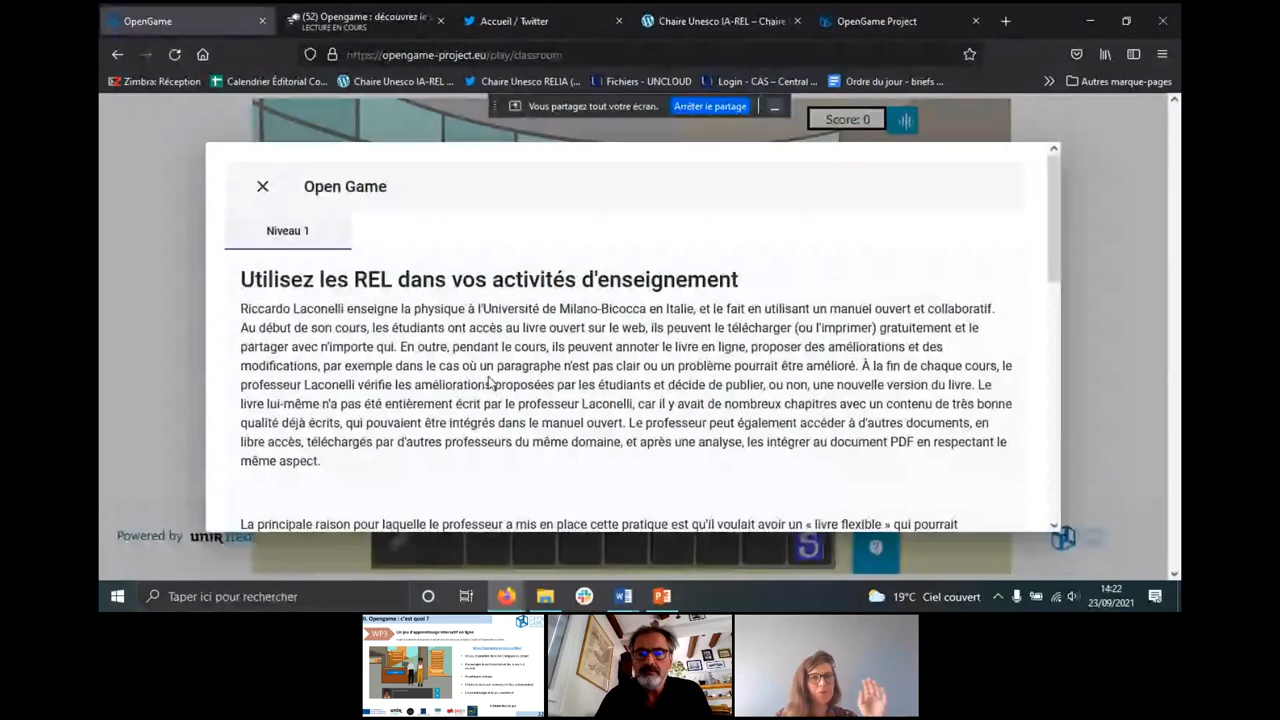 OpenGame
(52) Opengame : découvrez le
LECTURE EN COURS
Accueil / Twitter
Chaire Unesco IA-REL – Chaire
OpenGame Project
https://opengame-project.eu/play/classroom
Zimbra: Réception
Calendrier Éditorial Co...
Chaire Unesco IA-REL ...
Chaire Unesco RELIA (...
Fichiers - UNCLOUD
Login - CAS – Central ...
Ordre du jour - briefs ...
Autres marque-pages
Vous partagez tout votre écran.
Arrêter le partage
Score: 0
Open Game
Niveau 1
Utilisez les REL dans vos activités d'enseignement
Riccardo Laconelli enseigne la physique à l'Université de Milano-Bicocca en Italie, et le fait en utilisant un manuel ouvert et collaboratif.
Au début de son cours, les étudiants ont accès au livre ouvert sur le web, ils peuvent le télécharger (ou l'imprimer) gratuitement et le
partager avec n'importe qui. En outre, pendant le cours, ils peuvent annoter le livre en ligne, proposer des améliorations et des
modifications, par exemple dans le cas où un paragraphe n'est pas clair ou un problème pourrait être amélioré. À la fin de chaque cours, le
professeur Laconelli vérifie les améliorations proposées par les étudiants et décide de publier, ou non, une nouvelle version du livre. Le
livre lui-même n'a pas été entièrement écrit par le professeur Laconelli, car il y avait de nombreux chapitres avec un contenu de très bonne
qualité déjà écrits, qui pouvaient être intégrés dans le manuel ouvert. Le professeur peut également accéder à d'autres documents, en
libre accès, téléchargés par d'autres professeurs du même domaine, et après une analyse, les intégrer au document PDF en respectant le
même aspect.
La principale raison pour laquelle le professeur a mis en place cette pratique est qu'il voulait avoir un « livre flexible » qui pourrait
Powered by
Taper ici pour rechercher
19°C Ciel couvert
14:22
23/09/2021
II. Opengame : c'est quoi ?
WP3
Un jeu d'apprentissage interactif en ligne